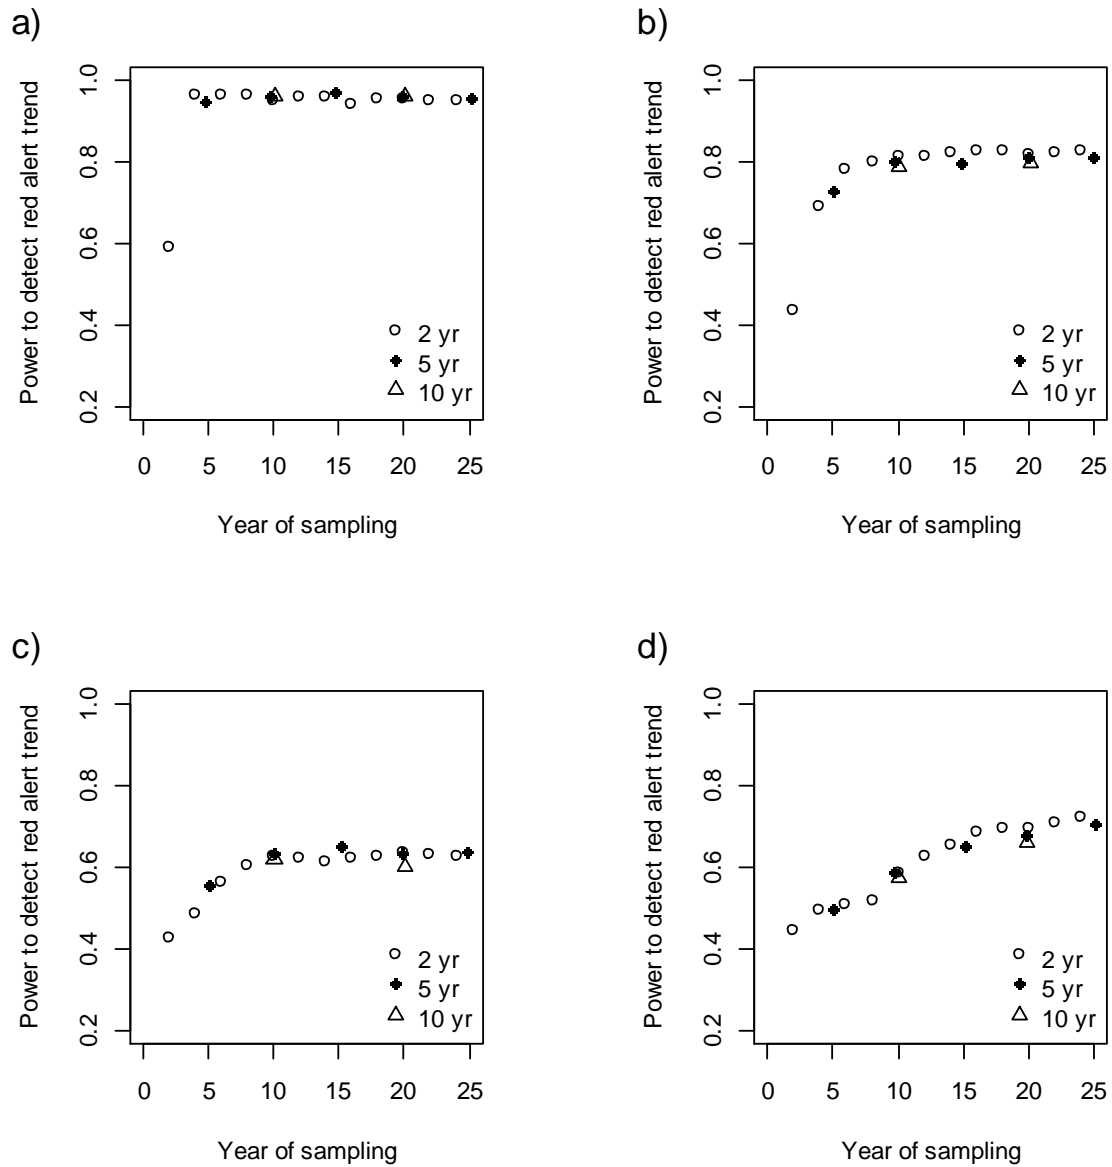 a)
Power to detect red alert trend
1.0
0.8
0.6
0.4
0.2
2 yr
5 yr
10 yr
0 5 10 15 20 25
Year of sampling
b)
Power to detect red alert trend
1.0
0.8
0.6
0.4
0.2
2 yr
5 yr
10 yr
0 5 10 15 20 25
Year of sampling
c)
Power to detect red alert trend
1.0
0.8
0.6
0.4
0.2
2 yr
5 yr
10 yr
0 5 10 15 20 25
Year of sampling
d)
Power to detect red alert trend
1.0
0.8
0.6
0.4
0.2
2 yr
5 yr
10 yr
0 5 10 15 20 25
Year of sampling